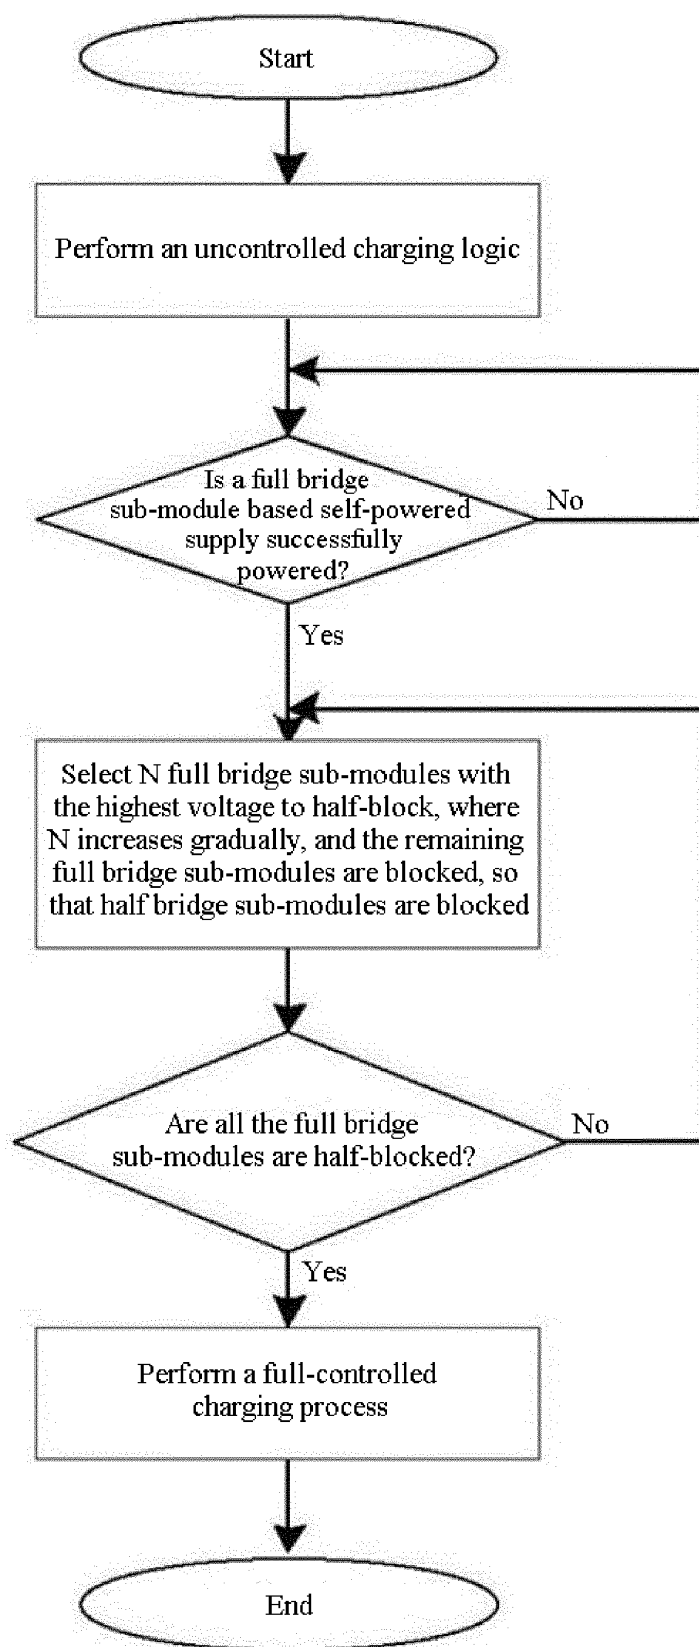 Start
Perform an uncontrolled charging logic
Is a full bridge
sub-module based self-powered
supply successfully
powered?
No
Yes
Select N full bridge sub-modules with
the highest voltage to half-block, where
N increases gradually, and the remaining
full bridge sub-modules are blocked, so
that half bridge sub-modules are blocked
Are all the full bridge
sub-modules are half-blocked?
No
Yes
Perform a full-controlled
charging process
End